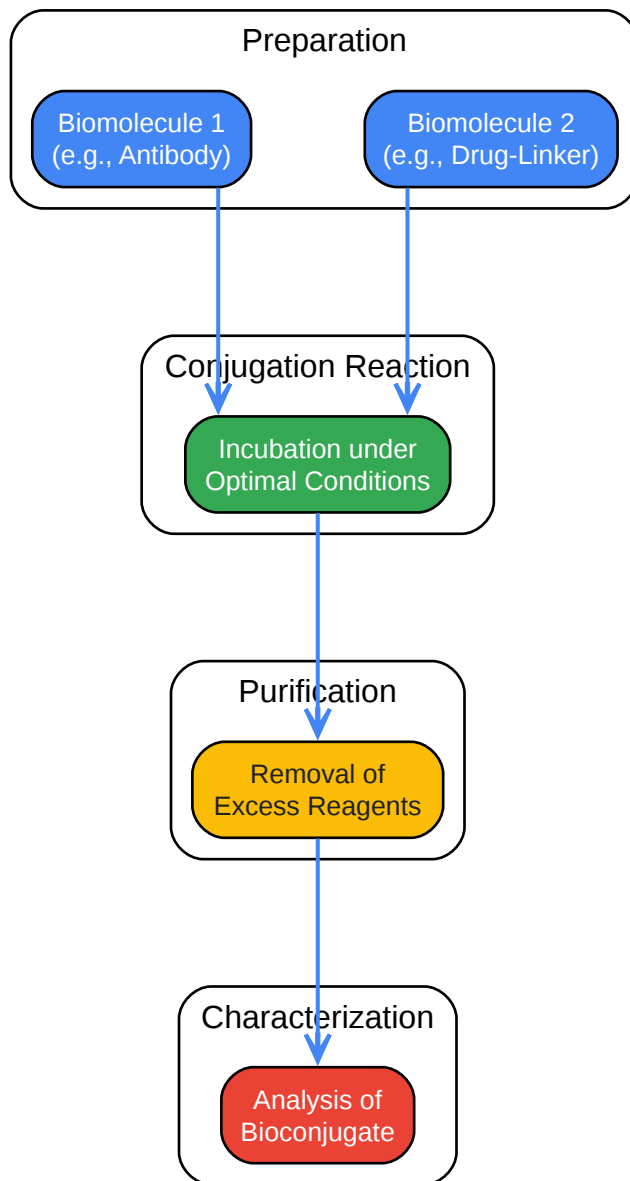 Preparation
Biomolecule 1
(e.g., Antibody)
Biomolecule 2
(e.g., Drug-Linker)
Conjugation Reaction
Incubation under
Optimal Conditions
Purification
Removal of
Excess Reagents
Characterization
Analysis of
Bioconjugate